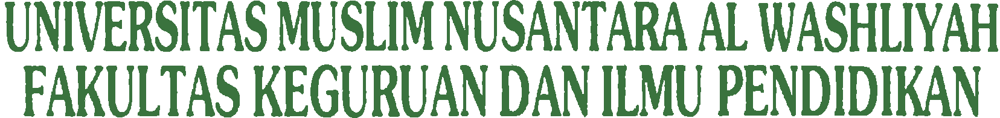 UNIVERSITAS MUSLIM NUSANTARA AL WASHLIYAH
FAKULTAS KEGURUAN DAN ILMU PENDIDIKAN